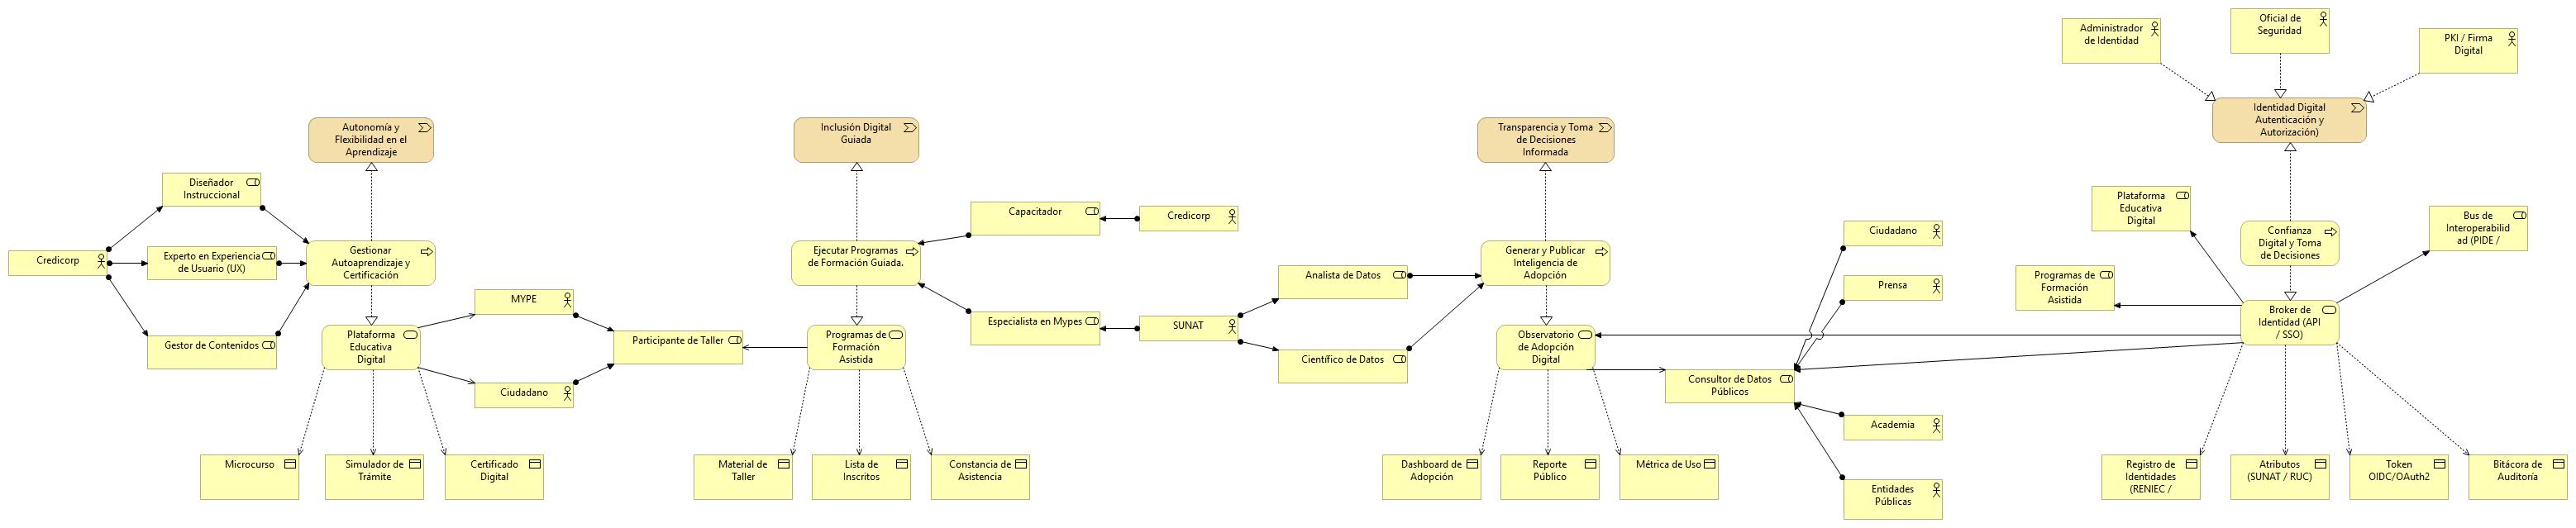 Administrador
de Identidad
Oficial de
Seguridad
PKI / Firma
Digital
Autonomía y
Flexibilidad en el
Aprendizaje
Inclusión Digital
Guiada
Transparencia y Toma
de Decisiones
Informada
Identidad Digital
Autenticación y
Autorización)
Diseñador
Instruccional
Credicorp
Experto en Experiencia
de Usuario (UX)
Gestor de Contenidos
Gestionar
Autoaprendizaje y
Certificación
Plataforma
Educativa
Digital
MYPE
Ciudadano
Participante de Taller
Microcurso
Simulador de
Trámite
Certificado
Digital
Ejecutar Programas
de Formación Guiada.
Capacitador
Credicorp
Especialista en Mypes
SUNAT
Programas de
Formación
Asistida
Material de
Taller
Lista de
Inscritos
Constancia de
Asistencia
Analista de Datos
Científico de Datos
Generar y Publicar
Inteligencia de
Adopción
Observatorio
de Adopción
Digital
Dashboard de
Adopción
Reporte
Público
Métrica de Uso
Ciudadano
Prensa
Consultor de Datos
Públicos
Academia
Entidades
Públicas
Plataforma
Educativa
Digital
Programas de
Formación
Asistida
Confianza
Digital y Toma
de Decisiones
Bus de
Interoperabilid
ad (PIDE /
Broker de
Identidad (API
/ SSO)
Registro de
Identidades
(RENIEC /
Atributos
(SUNAT / RUC)
Token
OIDC/OAuth2
Bitácora de
Auditoría